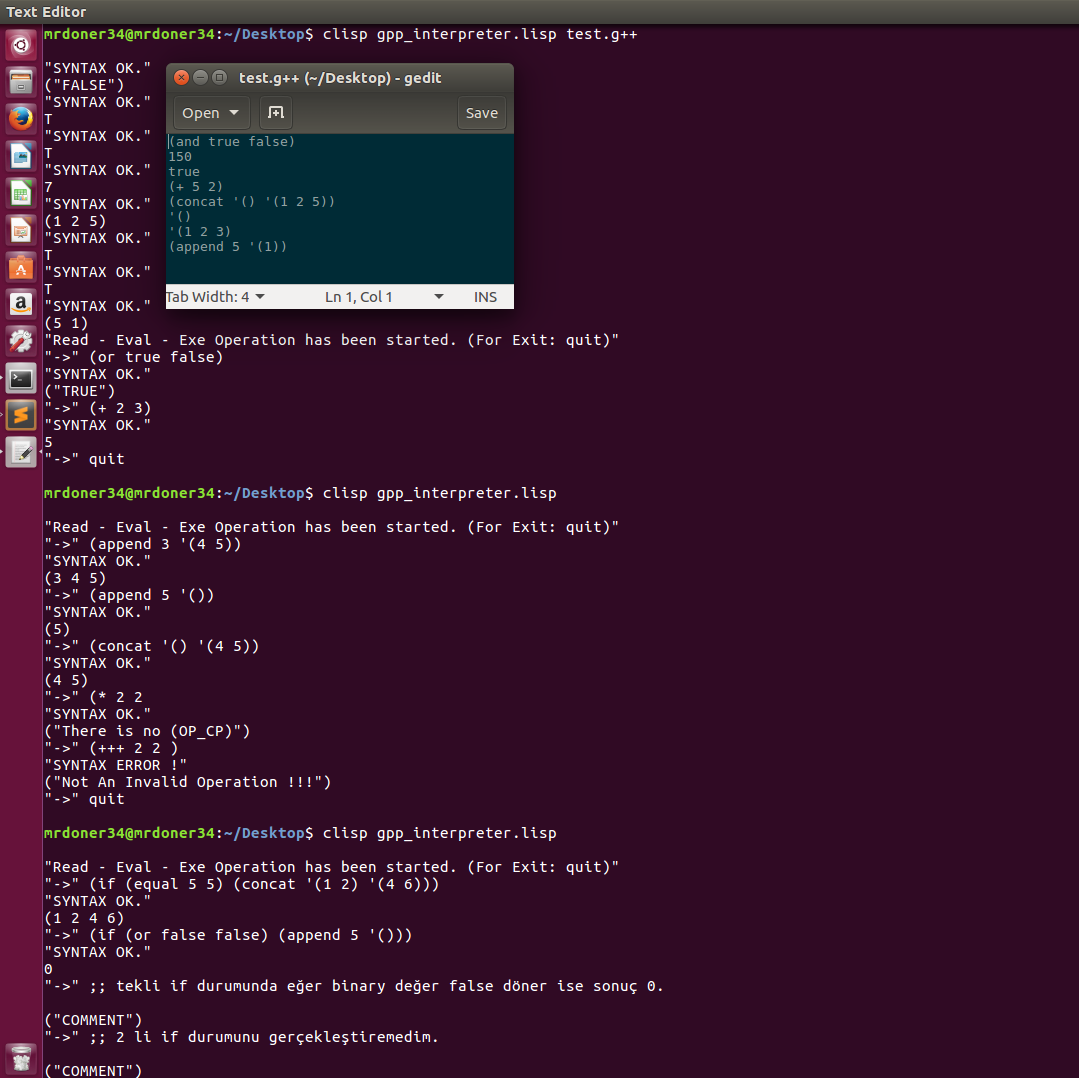 Text Editor
mrdoner34@mrdoner34:~/Desktop$ clisp gpp_interpreter.lisp test.g++
"SYNTAX OK."
("FALSE")
"SYNTAX OK."
T
"SYNTAX OK."
T
"SYNTAX OK."
7
"SYNTAX OK."
(1 2 5)
"SYNTAX OK."
T
"SYNTAX OK."
T
"SYNTAX OK."
(5 1)
test.g++ (~/Desktop) - gedit
Open
Save
(and true false)
150
true
(+ 5 2)
(concat '() '(1 2 5))
'()
'(1 2 3)
(append 5 '(1))
Tab Width: 4 Ln 1, Col 1 INS
"Read - Eval - Exe Operation has been started. (For Exit: quit)"
"->" (or true false)
"SYNTAX OK."
("TRUE")
"->" (+ 2 3)
"SYNTAX OK."
5
"->" quit
mrdoner34@mrdoner34:~/Desktop$ clisp gpp_interpreter.lisp
"Read - Eval - Exe Operation has been started. (For Exit: quit)"
"->" (append 3 '(4 5))
"SYNTAX OK."
(3 4 5)
"->" (append 5 '())
"SYNTAX OK."
(5)
"->" (concat '() '(4 5))
"SYNTAX OK."
(4 5)
"->" (* 2 2
"SYNTAX OK."
("There is no (OP_CP)")
"->" (+++ 2 2 )
"SYNTAX ERROR !"
("Not An Invalid Operation !!!")
"->" quit
mrdoner34@mrdoner34:~/Desktop$ clisp gpp_interpreter.lisp
"Read - Eval - Exe Operation has been started. (For Exit: quit)"
"->" (if (equal 5 5) (concat '(1 2) '(4 6)))
"SYNTAX OK."
(1 2 4 6)
"->" (if (or false false) (append 5 '()))
"SYNTAX OK."
0
"->" ;; tekli if durumunda eğer binary değer false döner ise sonuç 0.
("COMMENT")
"->" ;; 2 li if durumunu gerçekleştiremedim.
("COMMENT")